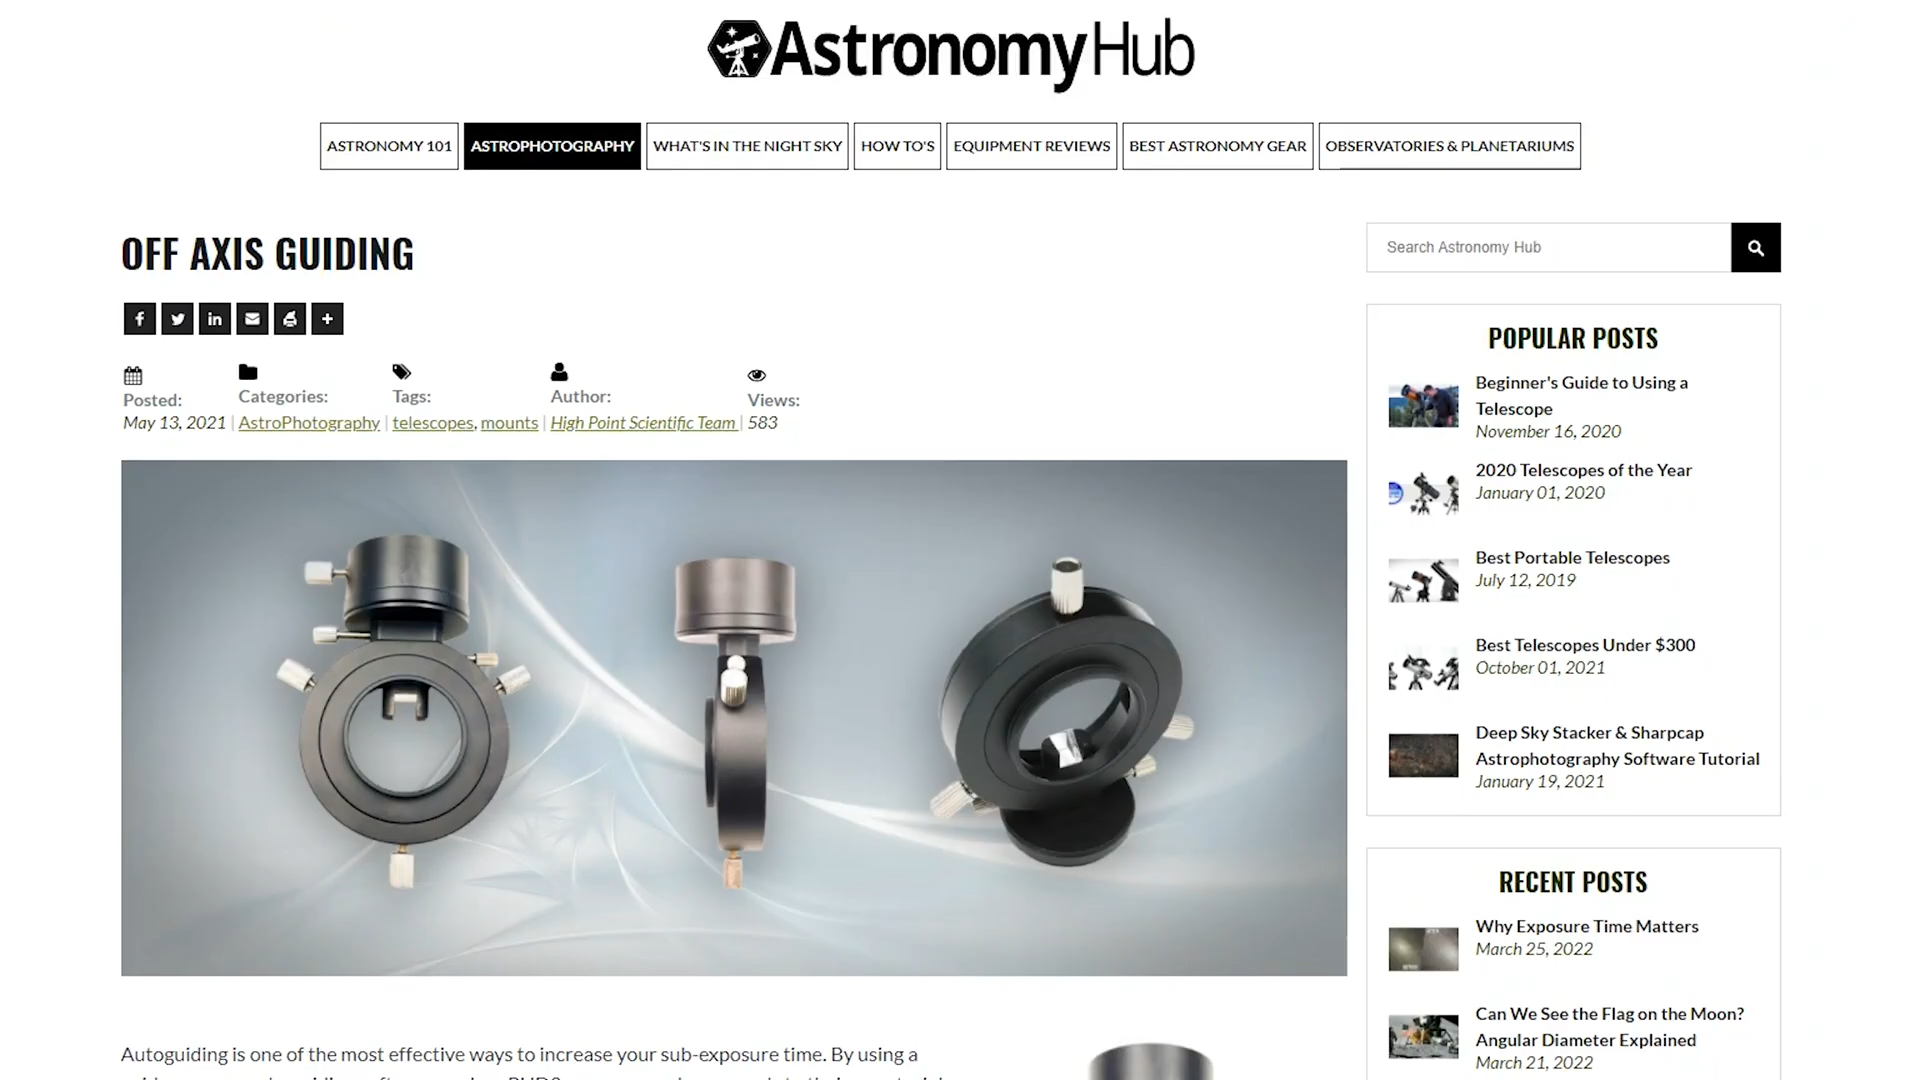 AstronomyHub
ASTRONOMY 101
ASTROPHOTOGRAPHY
WHAT'S IN THE NIGHT SKY
HOW TO'S
EQUIPMENT REVIEWS
BEST ASTRONOMY GEAR
OBSERVATORIES & PLANETARIUMS
OFF AXIS GUIDING
Posted:
May 13, 2021
Categories:
AstroPhotography
Tags:
telescopes, mounts
Author:
High Point Scientific Team
Views:
583
Autoguiding is one of the most effective ways to increase your sub-exposure time. By using a
Search Astronomy Hub
POPULAR POSTS
Beginner's Guide to Using a
Telescope
November 16, 2020
2020 Telescopes of the Year
January 01, 2020
Best Portable Telescopes
July 12, 2019
Best Telescopes Under $300
October 01, 2021
Deep Sky Stacker & Sharpcap
Astrophotography Software Tutorial
January 19, 2021
RECENT POSTS
Why Exposure Time Matters
March 25, 2022
Can We See the Flag on the Moon?
Angular Diameter Explained
March 21, 2022